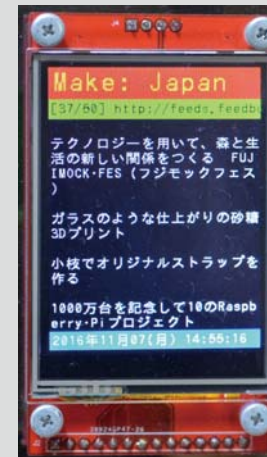 Make: Japan
[37/60] http://feeds.feedb
テクノロジーを用いて、森と生
活の新しい関係をつくる　FUJ
IMOCK・FES（フジモックフェス
）
ガラスのような仕上がりの砂糖
3Dプリント
小枝でオリジナルストラップを
作る
1000万台を記念して10のRaspb
erry・Piプロジェクト
2016年11月07(月) 14:55:16